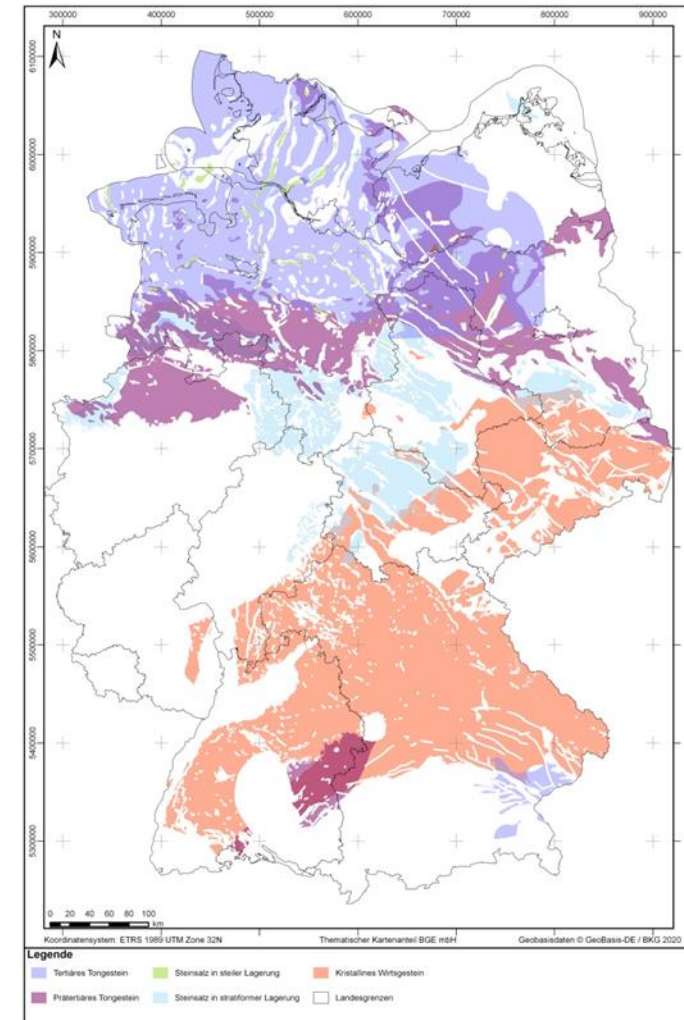 300000 400000 500000 600000 700000 800000 900000
N
6100000
6000000
5900000
5800000
5700000
5600000
5500000
5400000
5300000
0 20 40 60 80 100
km
Koordinatensystem: ETRS 1989 UTM Zone 32N Thematischer Kartenanteil BGE mbH Geobasisdaten © GeoBasis-DE / BKG 2020
Legende
Tertiäres Tongestein Steinsalz in steiler Lagerung Kristallines Wirtsgestein
Prätertiäres Tongestein Steinsalz in stratiformer Lagerung Landesgrenzen